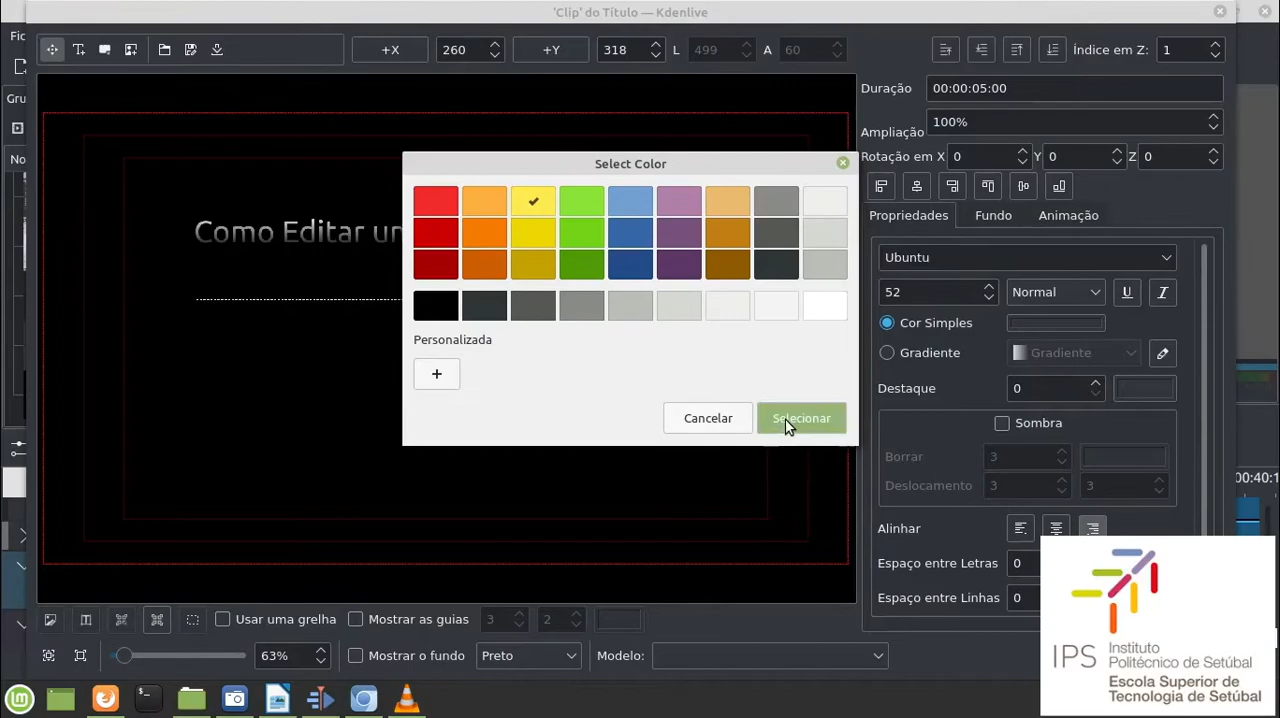 'Clip' do Título — Kdenlive
Fic
+X 260 +Y 318 L 499 A 60 Índice em Z: 1
Gru
Duração 00:00:05:00
Ampliação 100%
No
Rotação em X 0 Y 0 Z 0
Select Color
Propriedades Fundo Animação
Como Editar um
Ubuntu
52 Normal U I
Cor Simples
Personalizada
Gradiente Gradiente
+
Destaque 0
Cancelar Selecionar
Sombra
Borrar 3
Deslocamento 3 3
00:40:1
Alinhar
Espaço entre Letras 0
Espaço entre Linhas 0
Usar uma grelha Mostrar as guias 3 2
63% Mostrar o fundo Preto Modelo:
IPS Instituto
Politécnico de Setúbal
Escola Superior de
Tecnologia de Setúbal